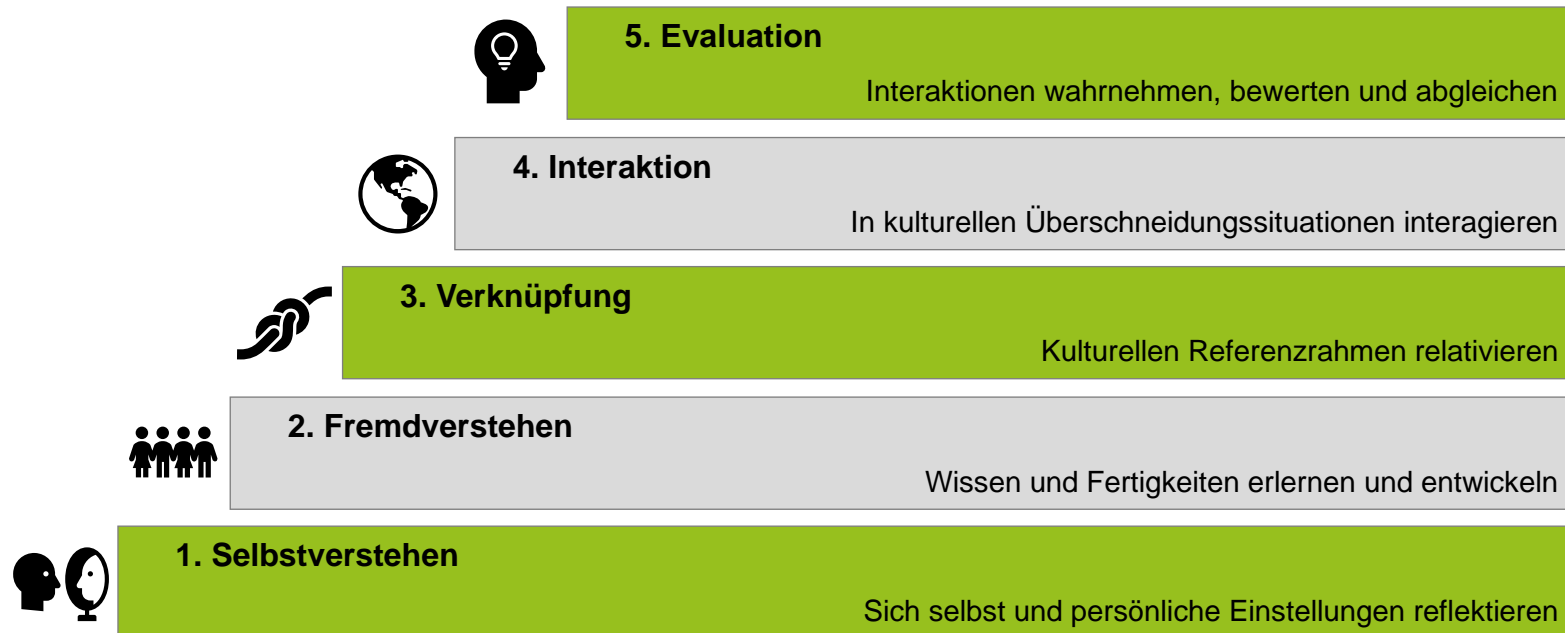 5. Evaluation
Interaktionen wahrnehmen, bewerten und abgleichen
4. Interaktion
In kulturellen Überschneidungssituationen interagieren
3. Verknüpfung
Kulturellen Referenzrahmen relativieren
2. Fremdverstehen
Wissen und Fertigkeiten erlernen und entwickeln
1. Selbstverstehen
Sich selbst und persönliche Einstellungen reflektieren